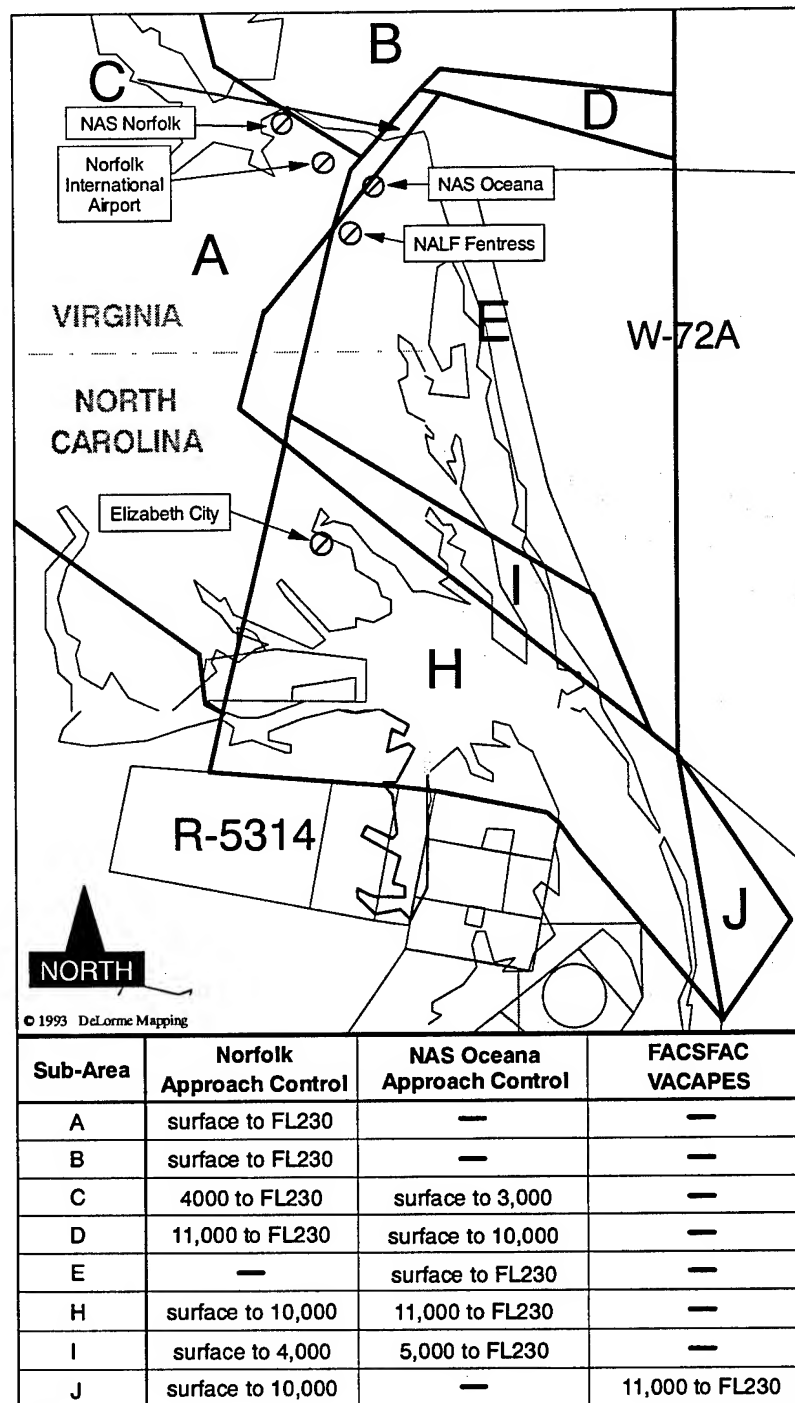 B
C
D
NAS Norfolk
Norfolk
International
Airport
NAS Oceana
NALF Fentress
A
VIRGINIA
E
W-72A
NORTH
CAROLINA
Elizabeth City
I
H
R-5314
J
NORTH
© 1993 DeLorme Mapping
Sub-Area Norfolk Approach Control NAS Oceana Approach Control FACSFAC VACAPES
A surface to FL230 — —
B surface to FL230 — —
C 4000 to FL230 surface to 3,000 —
D 11,000 to FL230 surface to 10,000 —
E — surface to FL230 —
H surface to 10,000 11,000 to FL230 —
I surface to 4,000 5,000 to FL230 —
J surface to 10,000 — 11,000 to FL230